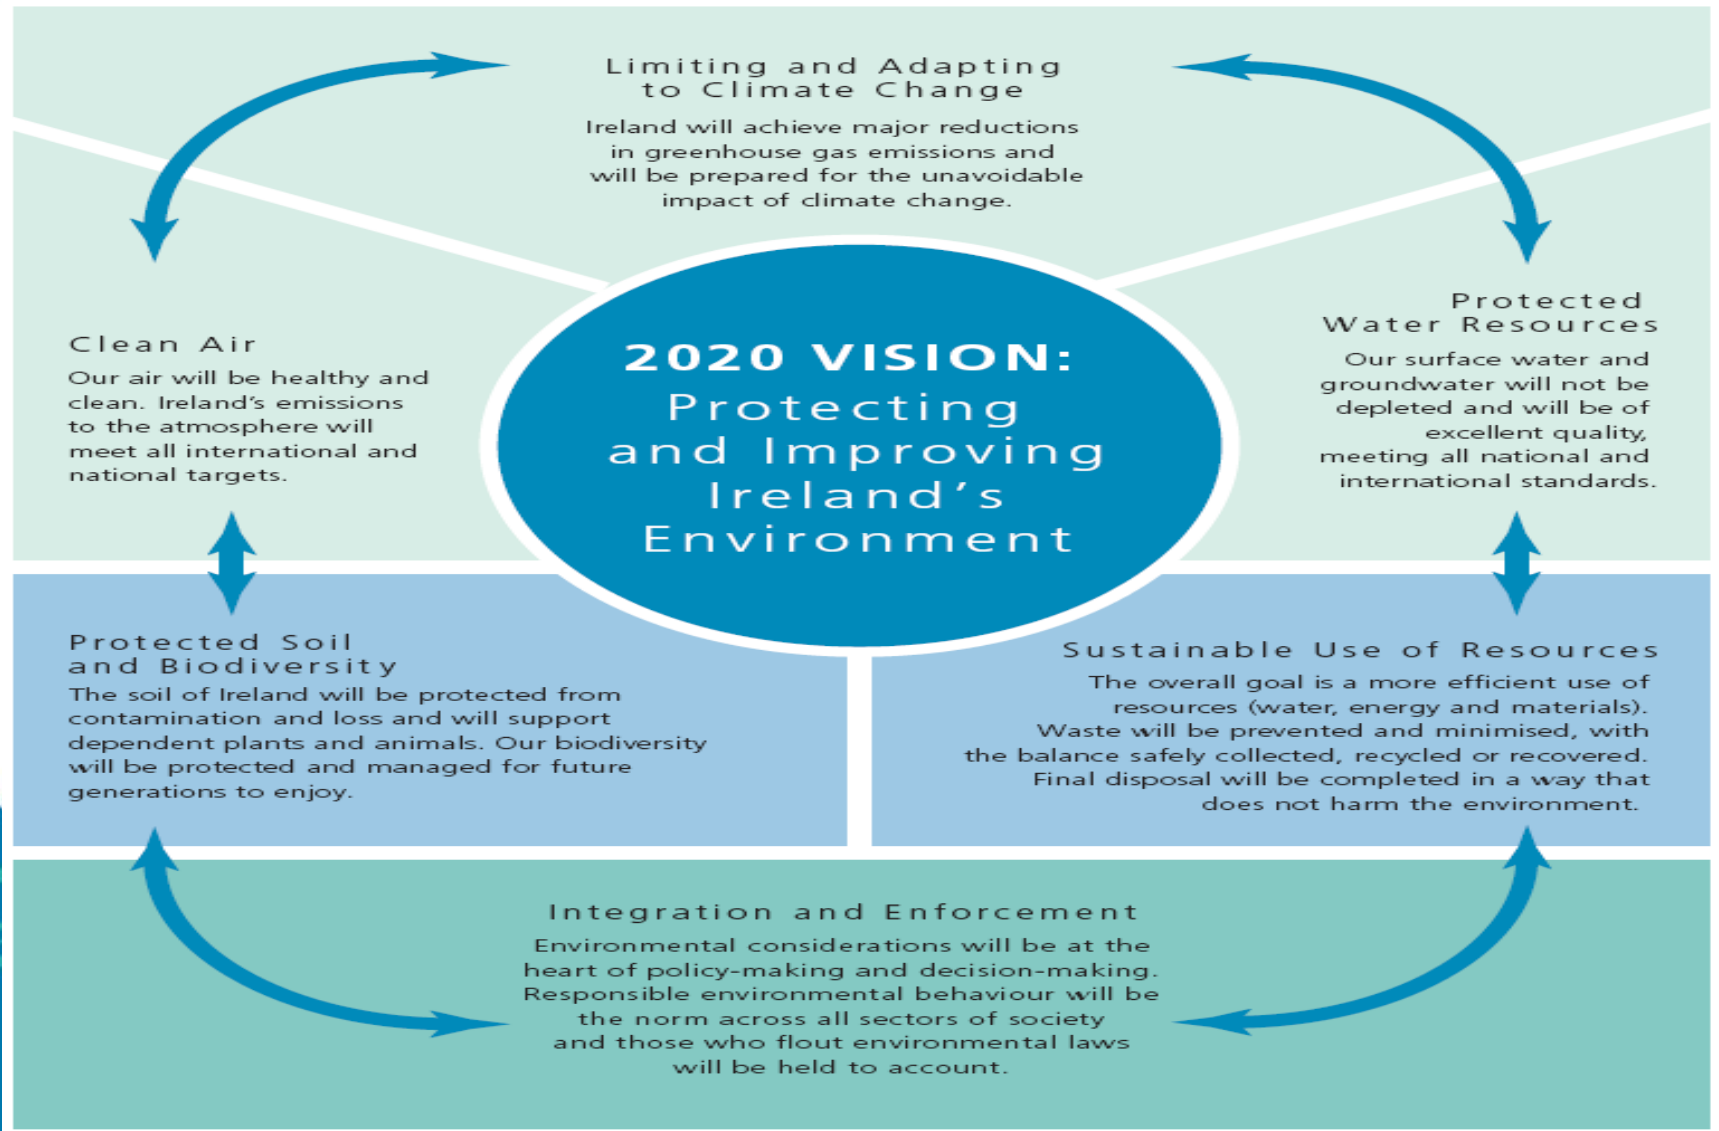 Limiting and Adapting
to Climate Change
Ireland will achieve major reductions
in greenhouse gas emissions and
will be prepared for the unavoidable
impact of climate change.
Clean Air
Our air will be healthy and
clean. Ireland's emissions
to the atmosphere will
meet all international and
national targets.
2020 VISION:
Protecting
and Improving
Ireland's
Environment
Protected
Water Resources
Our surface water and
groundwater will not be
depleted and will be of
excellent quality,
meeting all national and
international standards.
Protected Soil
and Biodiversity
The soil of Ireland will be protected from
contamination and loss and will support
dependent plants and animals. Our biodiversity
will be protected and managed for future
generations to enjoy.
Sustainable Use of Resources
The overall goal is a more efficient use of
resources (water, energy and materials).
Waste will be prevented and minimised, with
the balance safely collected, recycled or recovered.
Final disposal will be completed in a way that
does not harm the environment.
Integration and Enforcement
Environmental considerations will be at the
heart of policy-making and decision-making.
Responsible environmental behaviour will be
the norm across all sectors of society
and those who flout environmental laws
will be held to account.